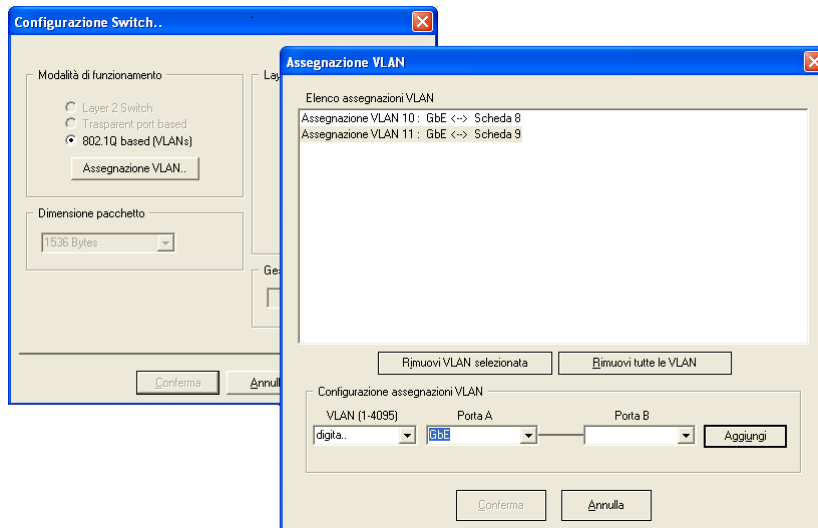 Configurazione Switch..
Modalità di funzionamento
Layer 2 Switch
Trasparent port based
802.1Q based (VLANs)
Assegnazione VLAN..
Dimensione pacchetto
1536 Bytes
Conferma
Assegnazione VLAN
Elenco assegnazioni VLAN
Assegnazione VLAN 10 : GbE <--> Scheda 8
Assegnazione VLAN 11 : GbE <--> Scheda 9
Rimuovi VLAN selezionata Rimuovi tutte le VLAN
Configurazione assegnazioni VLAN
VLAN (1-4095) Porta A Porta B
digita.. GbE Aggiungi
Conferma Annulla